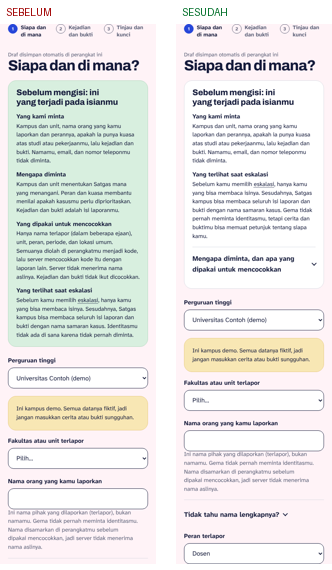 SEBELUM
1 Siapa dan di mana
2 Kejadian dan bukti
3 Tinjau dan kunci
Draf disimpan otomatis di perangkat ini
Siapa dan di mana?
Sebelum mengisi: ini
yang terjadi pada isianmu
Yang kami minta
Kampus dan unit, nama orang yang kamu
laporkan dan perannya, apakah ia punya kuasa
atas studi atau pekerjaanmu, lalu kejadian dan
bukti. Namamu, email, dan nomor teleponmu
tidak diminta.
Mengapa diminta
Kampus dan unit menentukan Satgas mana
yang menangani. Peran dan kuasa membantu
menilai apakah kasusmu perlu diprioritaskan.
Kejadian dan bukti adalah isi laporanmu.
Yang dipakai untuk mencocokkan
Hanya nama terlapor (dalam beberapa ejaan),
unit, peran, periode, dan lokasi umum.
Semuanya diolah di perangkatmu menjadi kode,
lalu server mencocokkan kode itu dengan
laporan lain. Server tidak menerima nama
aslinya. Kejadian dan bukti tidak ikut dicocokkan.
Yang terlihat saat eskalasi
Sebelum kamu memilih eskalasi, hanya kamu
yang bisa membaca isinya. Sesudahnya, Satgas
kampus bisa membaca seluruh isi laporan dan
bukti dengan nama samaran kasus. Identitasmu
tidak ada di sana karena tidak pernah diminta.
Perguruan tinggi
Universitas Contoh (demo)
Ini kampus demo. Semua datanya fiktif, jadi
jangan masukkan cerita atau bukti sungguhan.
Fakultas atau unit terlapor
Pilih...
Nama orang yang kamu laporkan
Ini nama pihak yang dilaporkan (terlapor), bukan
namamu. Gema tidak pernah meminta identitasmu.
Nama disamarkan di perangkatmu sebelum
dicocokkan, jadi server tidak menerima
nama aslinya.
SESUDAH
1 Siapa dan di mana
2 Kejadian dan bukti
3 Tinjau dan kunci
Draf disimpan otomatis di perangkat ini
Siapa dan di mana?
Sebelum mengisi: ini
yang terjadi pada isianmu
Yang kami minta
Kampus dan unit, nama orang yang kamu
laporkan dan perannya, apakah ia punya kuasa
atas studi atau pekerjaanmu, lalu kejadian dan
bukti. Namamu, email, dan nomor teleponmu
tidak diminta.
Yang terlihat saat eskalasi
Sebelum kamu memilih eskalasi, hanya kamu
yang bisa membaca isinya. Sesudahnya, Satgas
kampus bisa membaca seluruh isi laporan dan
bukti dengan nama samaran kasus. Gema tidak
pernah meminta identitasmu, tetapi cerita dan
buktimu bisa memuat petunjuk tentang siapa
kamu.
Mengapa diminta, dan apa yang
dipakai untuk mencocokkan
Perguruan tinggi
Universitas Contoh (demo)
Ini kampus demo. Semua datanya fiktif, jadi
jangan masukkan cerita atau bukti sungguhan.
Fakultas atau unit terlapor
Pilih...
Nama orang yang kamu laporkan
Ini nama pihak yang dilaporkan (terlapor), bukan
namamu. Gema tidak pernah meminta identitasmu.
Nama disamarkan di perangkatmu sebelum
dicocokkan, jadi server tidak menerima nama
aslinya.
Tidak tahu nama lengkapnya?
Peran terlapor
Dosen